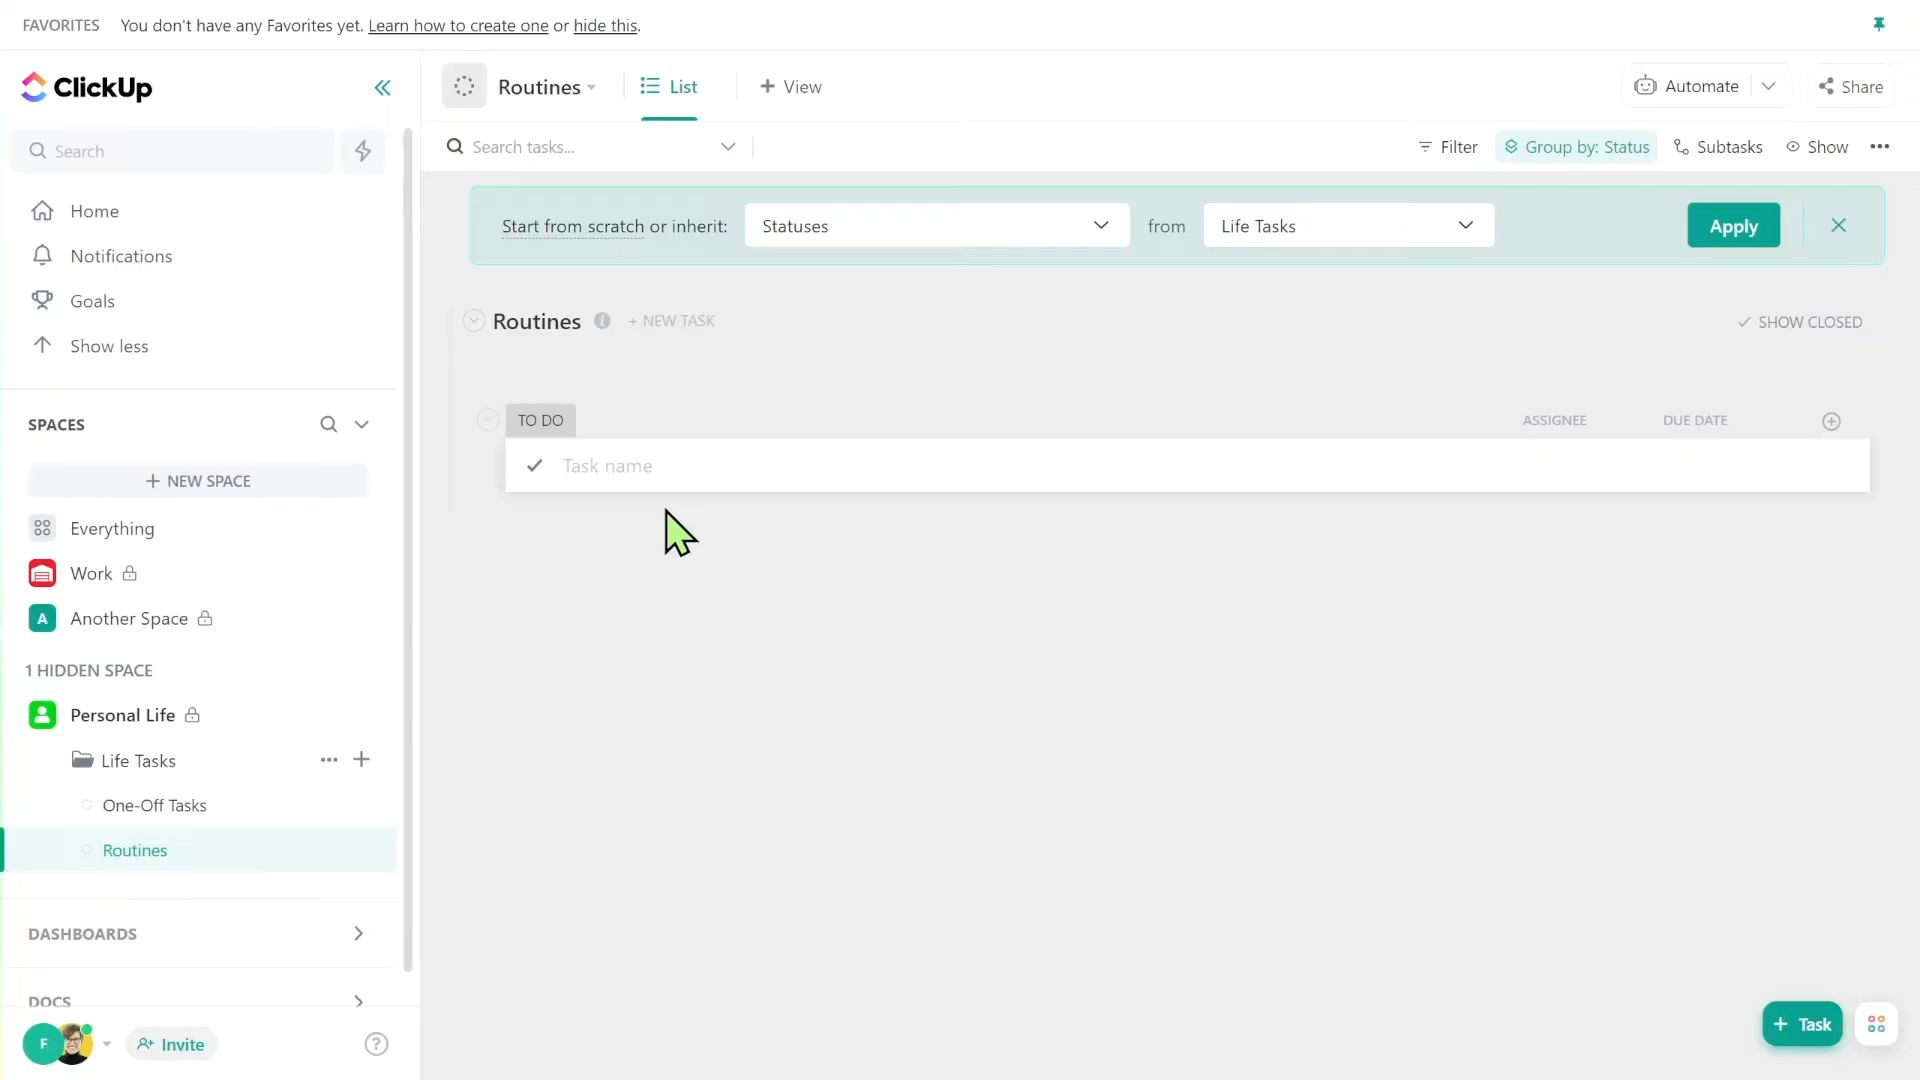 FAVORITES You don't have any Favorites yet. Learn how to create one or hide this.
ClickUp
Search
Home
Notifications
Goals
Show less
SPACES
+ NEW SPACE
Everything
Work
A Another Space
1 HIDDEN SPACE
Personal Life
Life Tasks
One-Off Tasks
Routines
DASHBOARDS
DOCS
F
Invite
?
Routines
List
+ View
Automate
Share
Search tasks...
Filter
Group by: Status
Subtasks
Show
Start from scratch or inherit: Statuses from Life Tasks Apply
Routines i + NEW TASK
SHOW CLOSED
TO DO ASSIGNEE DUE DATE
Task name
+ Task